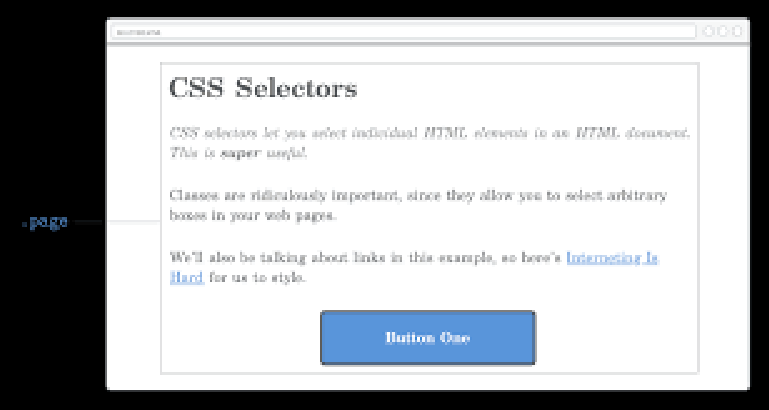 CSS Selectors
CSS selectors let you select individual HTML elements in an HTML document.
This is super useful.
Classes are ridiculously important, since they allow you to select arbitrary
boxes in your web pages.
.page
We'll also be talking about links in this example, so here's Interneting Is
Hard for us to style.
Button One